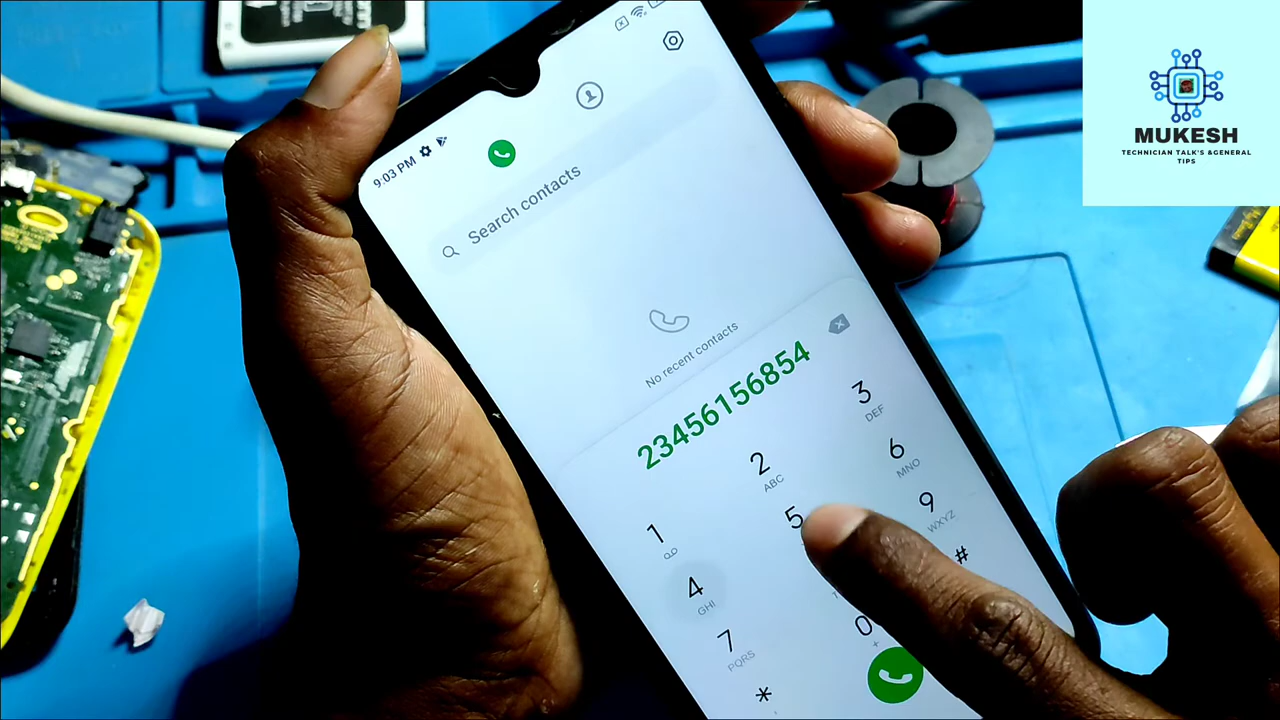 9:03 PM
Search contacts
No recent contacts
23456156854
1
2 ABC
3 DEF
4 GHI
5
6 MNO
7 PQRS
9 WXYZ
*
0 +
#
MUKESH
TECHNICIAN TALK'S &GENERAL
TIPS